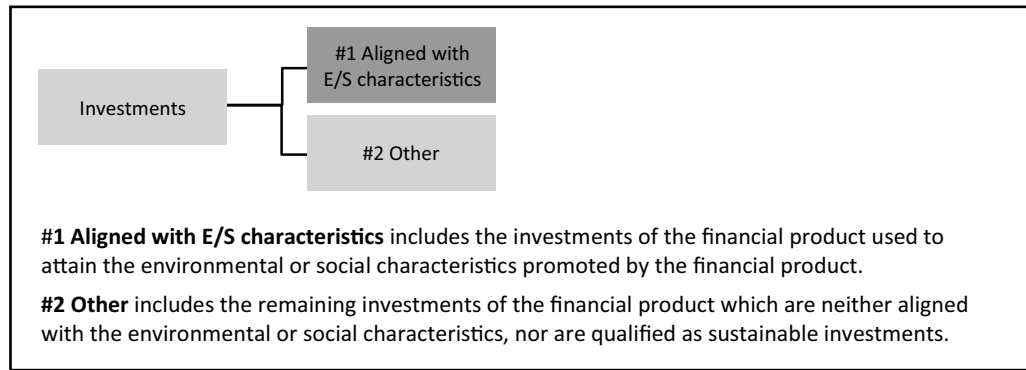 #1 Aligned with
E/S characteristics
Investments
#2 Other
#1 Aligned with E/S characteristics includes the investments of the financial product used to
attain the environmental or social characteristics promoted by the financial product.
#2 Other includes the remaining investments of the financial product which are neither aligned
with the environmental or social characteristics, nor are qualified as sustainable investments.